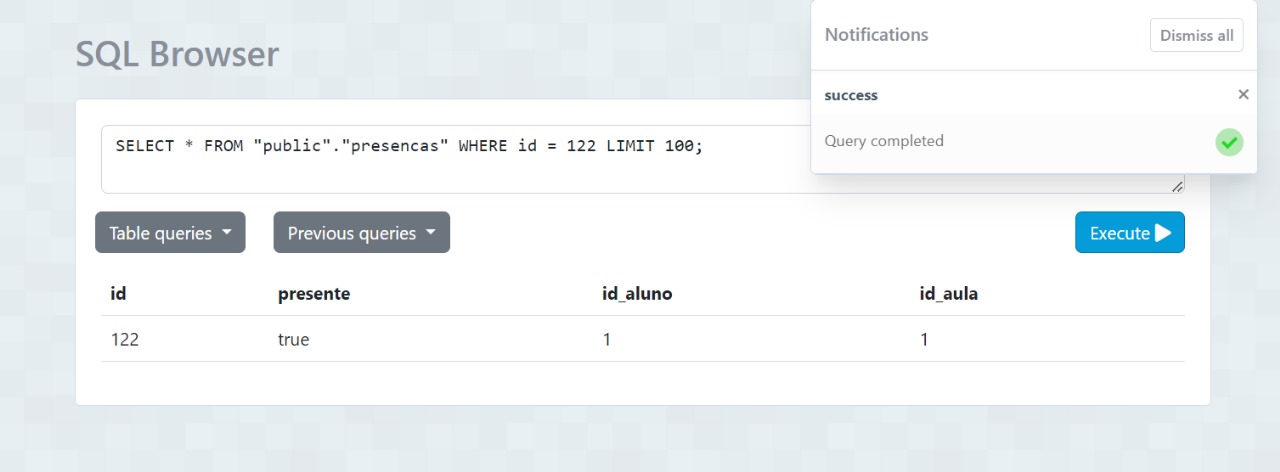 SQL Browser
Notifications
Dismiss all
success
×
Query completed
SELECT * FROM "public"."presencas" WHERE id = 122 LIMIT 100;
Table queries
Previous queries
Execute
id presente id_aluno id_aula
122 true 1 1